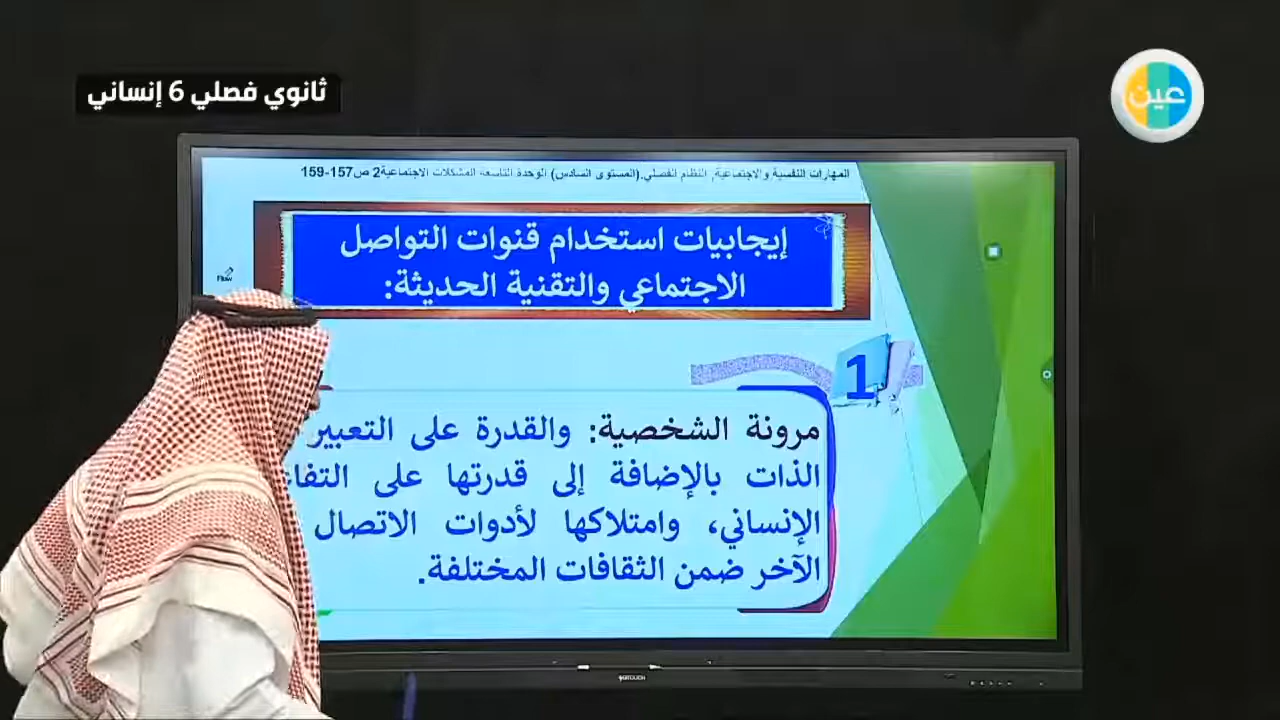 ثانوي فصلي 6 إنساني
عين
المهارات النفسية والاجتماعية, النظام الفصلي.(المستوى السادس) الوحدة التاسعة المشكلات الاجتماعية2 ص157-159
إيجابيات استخدام قنوات التواصل
الاجتماعي والتقنية الحديثة:
1
مرونة الشخصية: والقدرة على التعبير
الذات بالإضافة إلى قدرتها على
الإنساني، وامتلاكها لأدوات الاتصال
الآخر ضمن الثقافات المختلفة.